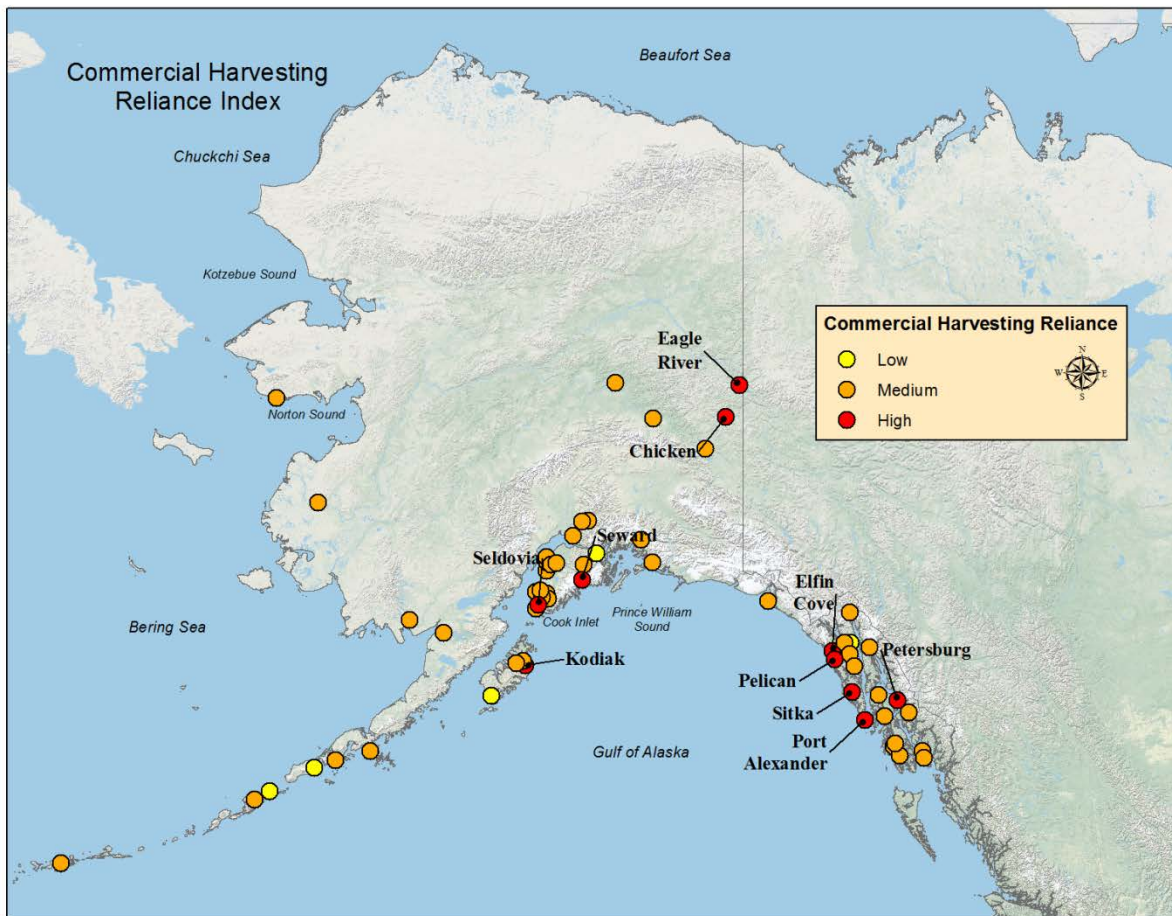 Commercial Harvesting
Reliance Index
Beaufort Sea
Chuckchi Sea
Kotzebue Sound
Norton Sound
Bering Sea
Eagle
River
Chicken
Commercial Harvesting Reliance
Low
Medium
High
N
W
E
S
Seward
Seldovia
Cook Inlet
Prince William
Sound
Kodiak
Elfin
Cove
Petersburg
Pelican
Sitka
Port
Alexander
Gulf of Alaska